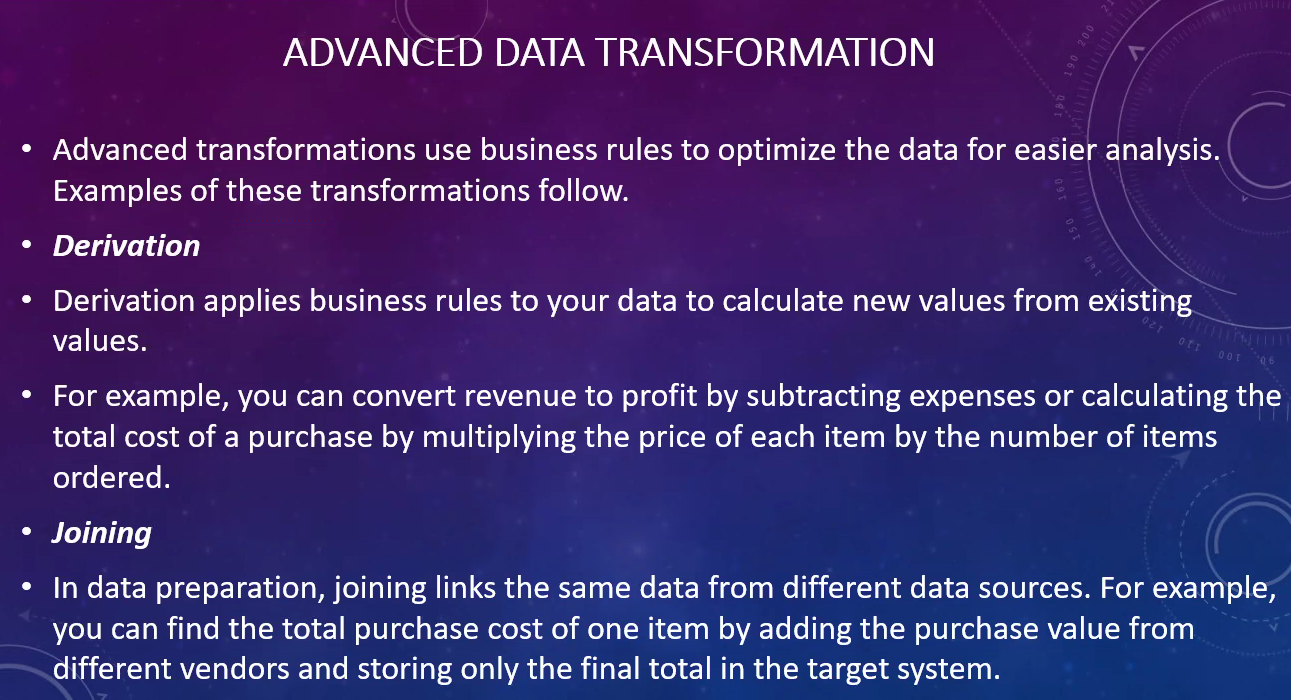 ADVANCED DATA TRANSFORMATION
• Advanced transformations use business rules to optimize the data for easier analysis.
Examples of these transformations follow.
• Derivation
• Derivation applies business rules to your data to calculate new values from existing
values.
• For example, you can convert revenue to profit by subtracting expenses or calculating the
total cost of a purchase by multiplying the price of each item by the number of items
ordered.
• Joining
• In data preparation, joining links the same data from different data sources. For example,
you can find the total purchase cost of one item by adding the purchase value from
different vendors and storing only the final total in the target system.